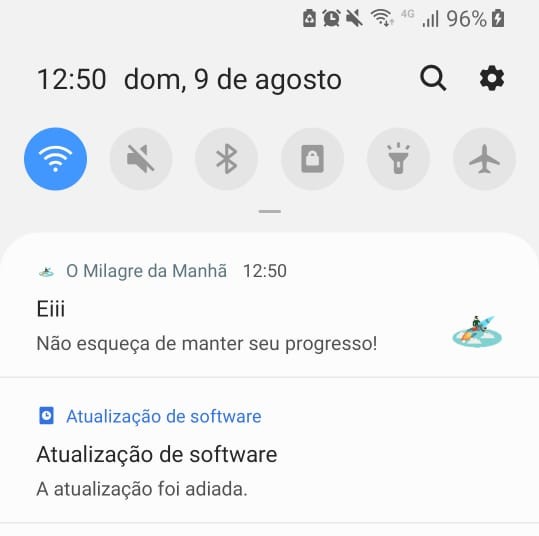 4G 96%
12:50 dom, 9 de agosto
O Milagre da Manhã 12:50
Eiii
Não esqueça de manter seu progresso!
Atualização de software
Atualização de software
A atualização foi adiada.